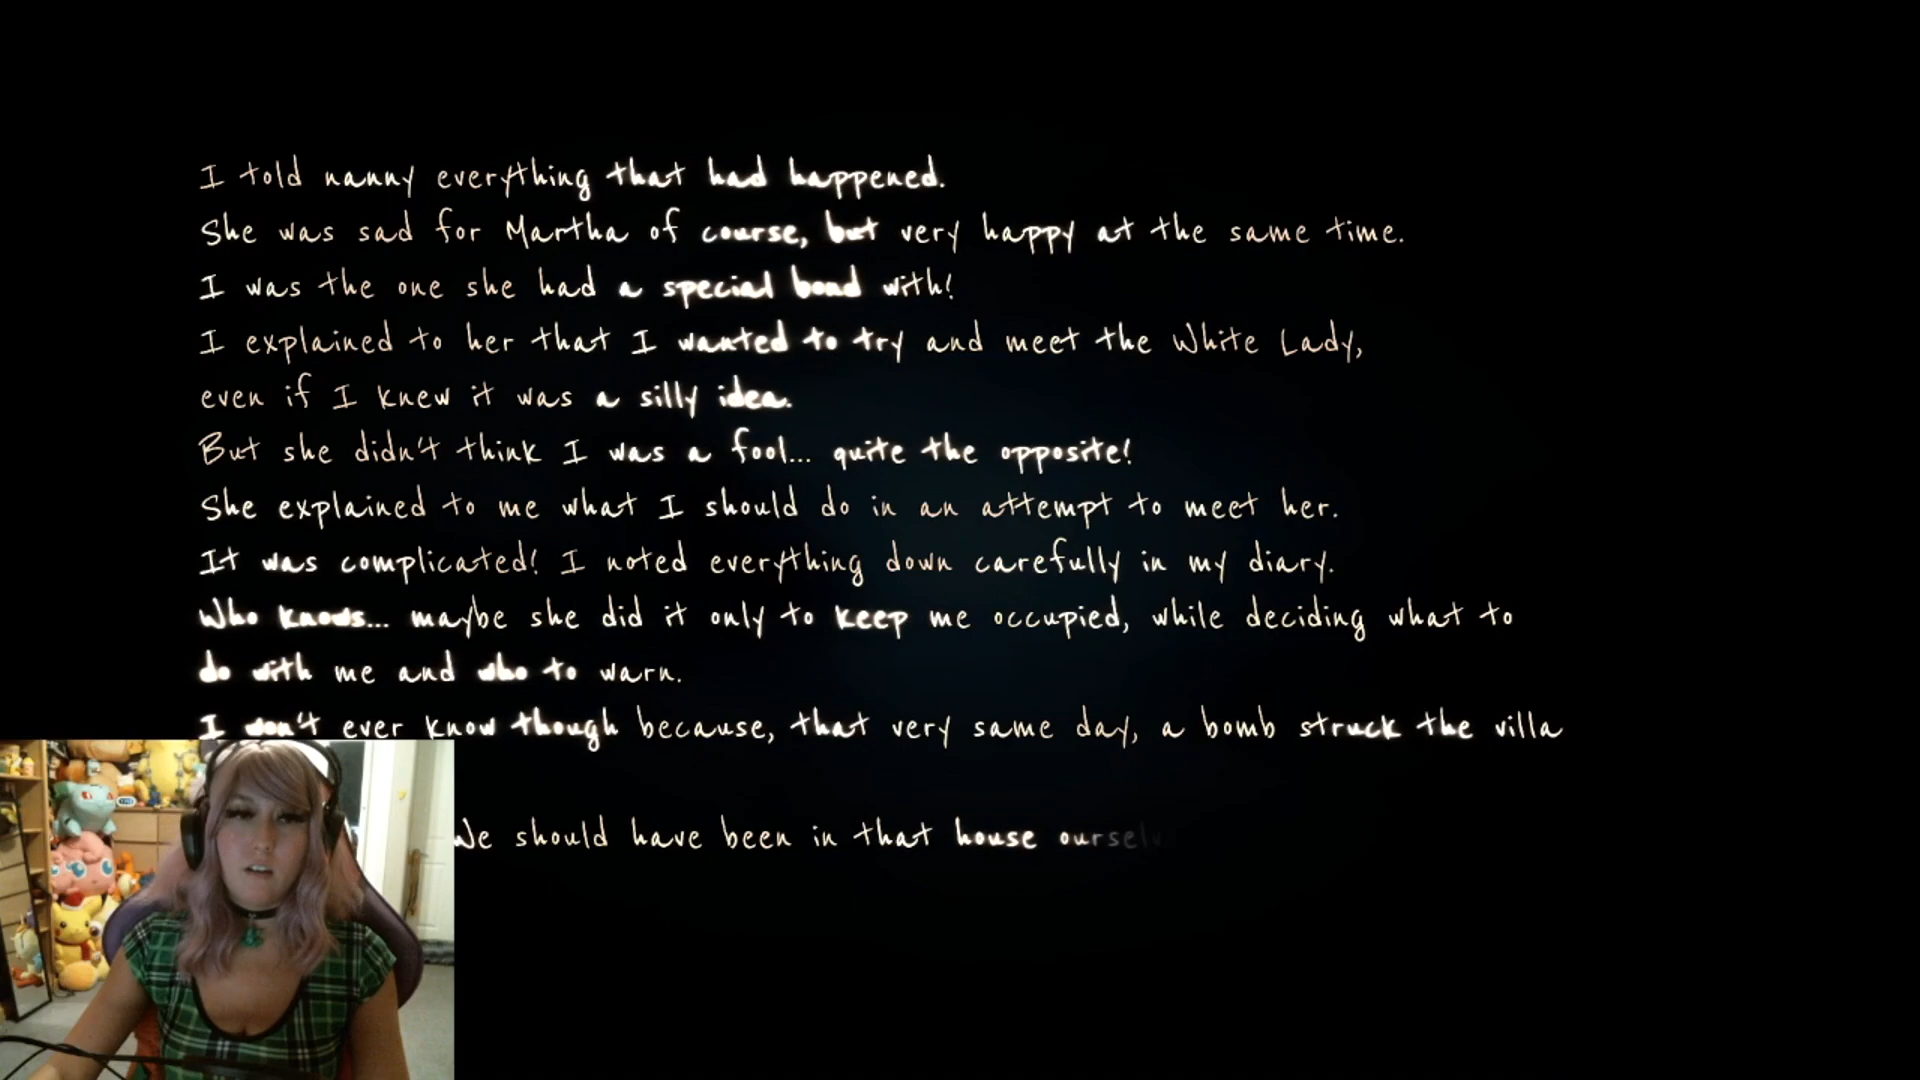 I told nanny everything that had happened.
She was sad for Martha of course, but very happy at the same time.
I was the one she had a special bond with!
I explained to her that I wanted to try and meet the White Lady,
even if I knew it was a silly idea.
But she didn't think I was a fool... quite the opposite!
She explained to me what I should do in an attempt to meet her.
It was complicated! I noted everything down carefully in my diary.
Who knows... maybe she did it only to keep me occupied, while deciding what to
do with me and who to warn.
I won't ever know though because, that very same day, a bomb struck the villa
We should have been in that house